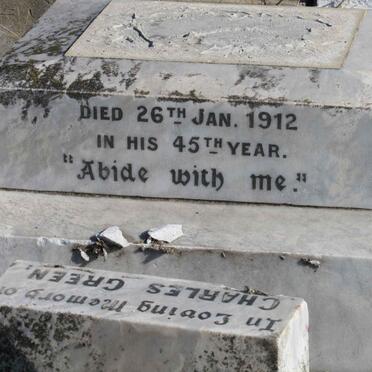 DIED 26TH JAN. 1912
IN HIS 45TH YEAR.
"Abide with me."
In Loving Memory of
CHARLES GREEN